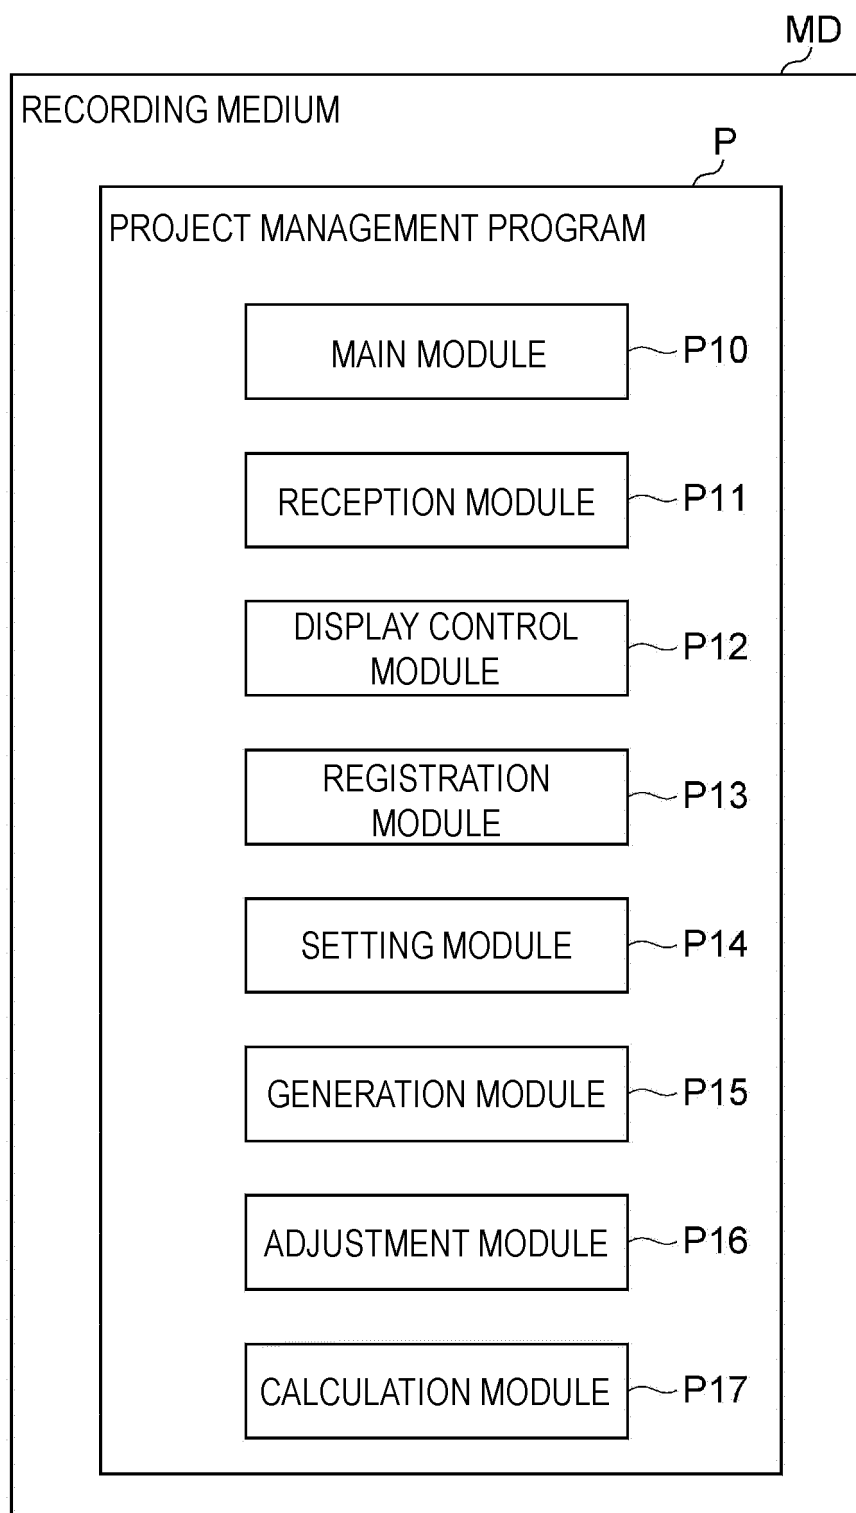 MD
RECORDING MEDIUM
P
PROJECT MANAGEMENT PROGRAM
MAIN MODULE
P10
RECEPTION MODULE
P11
DISPLAY CONTROL
MODULE
P12
REGISTRATION
MODULE
P13
SETTING MODULE
P14
GENERATION MODULE
P15
ADJUSTMENT MODULE
P16
CALCULATION MODULE
P17